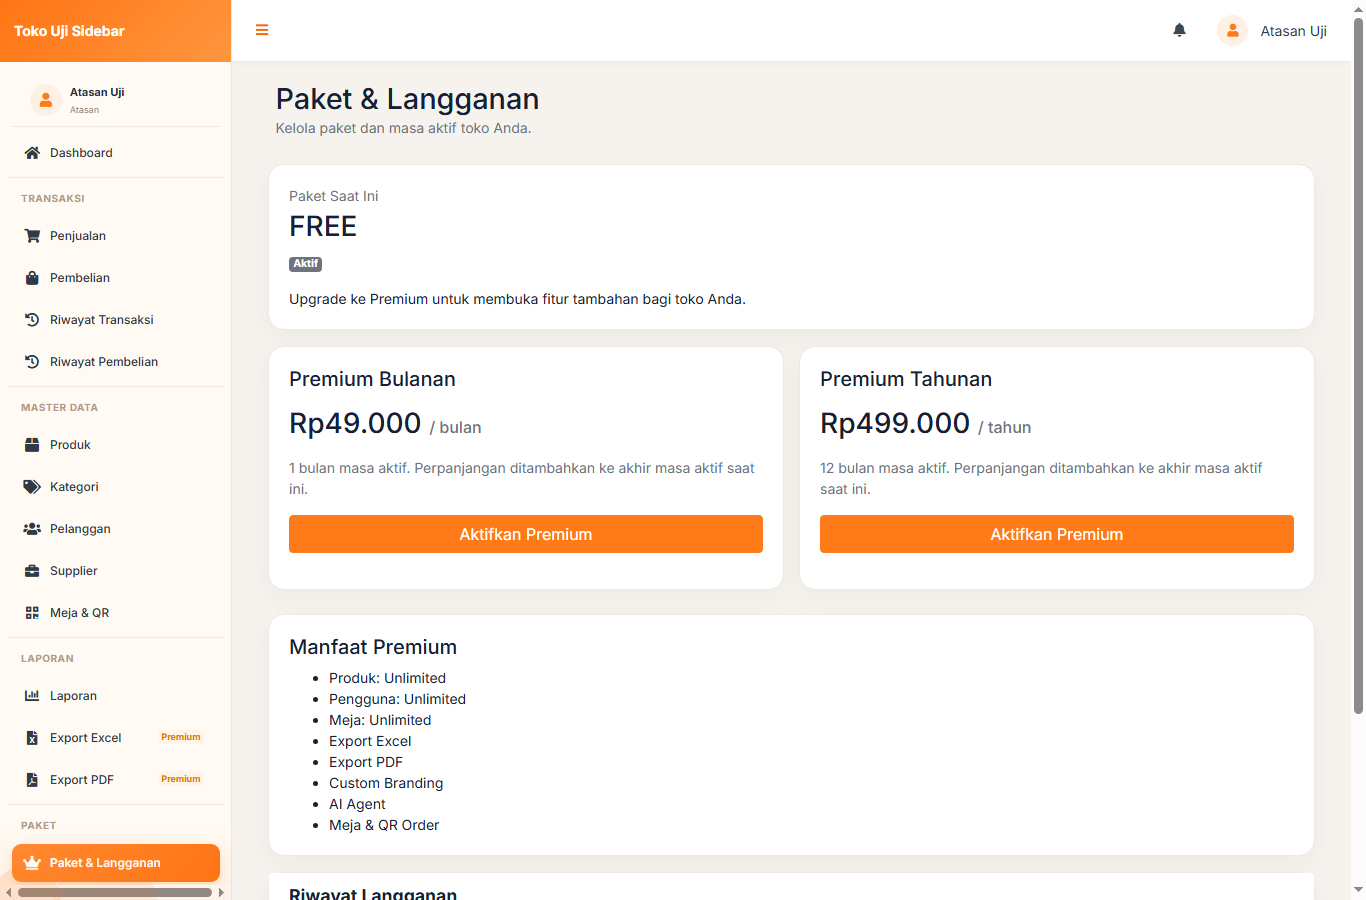 Toko Uji Sidebar
Atasan Uji
Atasan Uji
Atasan
Dashboard
TRANSAKSI
Penjualan
Pembelian
Riwayat Transaksi
Riwayat Pembelian
MASTER DATA
Produk
Kategori
Pelanggan
Supplier
Meja & QR
LAPORAN
Laporan
Export Excel Premium
Export PDF Premium
PAKET
Paket & Langganan
Paket & Langganan
Kelola paket dan masa aktif toko Anda.
Paket Saat Ini
FREE
Aktif
Upgrade ke Premium untuk membuka fitur tambahan bagi toko Anda.
Premium Bulanan
Rp49.000 / bulan
1 bulan masa aktif. Perpanjangan ditambahkan ke akhir masa aktif saat
ini.
Aktifkan Premium
Premium Tahunan
Rp499.000 / tahun
12 bulan masa aktif. Perpanjangan ditambahkan ke akhir masa aktif
saat ini.
Aktifkan Premium
Manfaat Premium
Produk: Unlimited
Pengguna: Unlimited
Meja: Unlimited
Export Excel
Export PDF
Custom Branding
AI Agent
Meja & QR Order
Riwayat Langganan